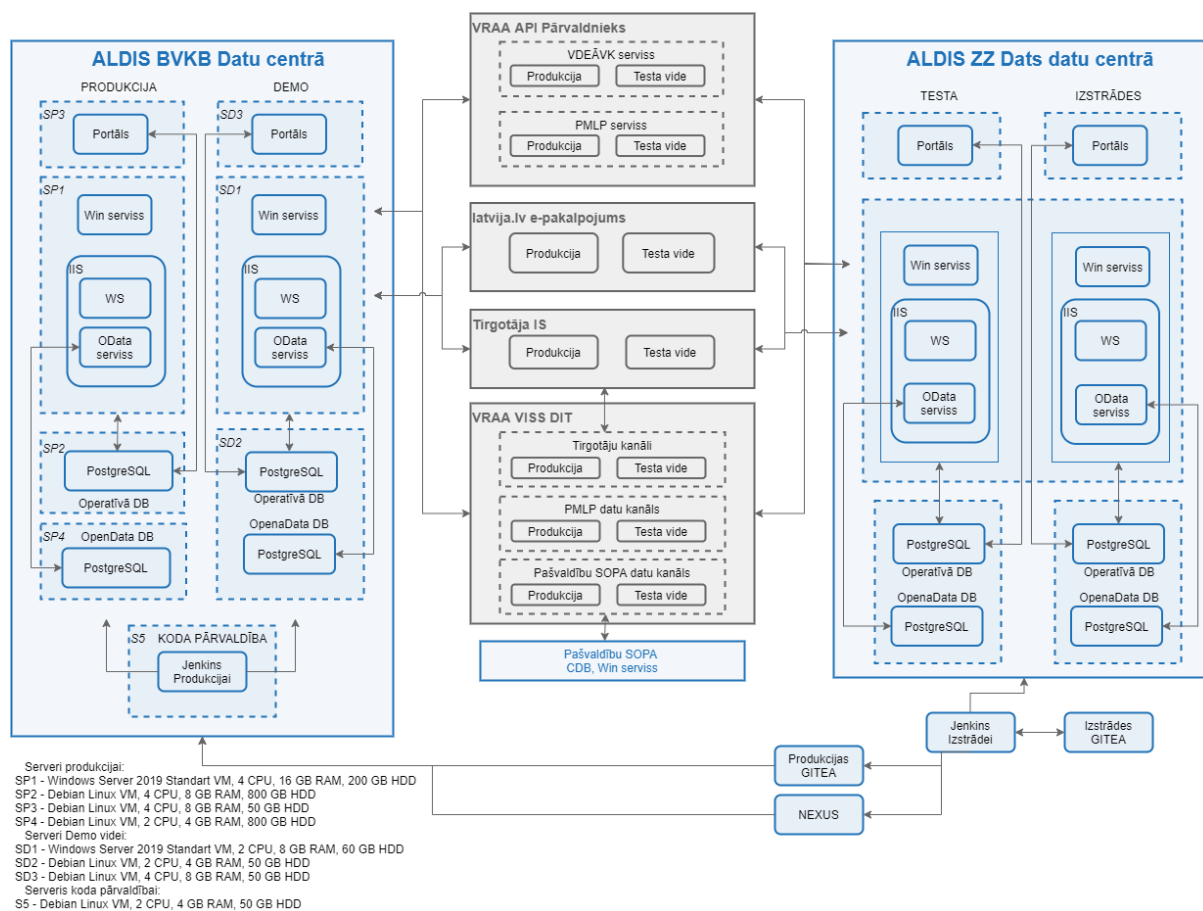 ALDIS BVKB Datu centrā
PRODUKCIJA
DEMO
SP3
Portāls
SD3
Portāls
SP1
Win serviss
IIS
WS
OData
serviss
SD1
Win serviss
IIS
WS
OData
serviss
SP2
PostgreSQL
Operatīvā DB
SD2
PostgreSQL
Operatīvā DB
OpenaData DB
PostgreSQL
SP4
OpenData DB
PostgreSQL
S5
KODA PĀRVALDĪBA
Jenkins
Produkcijai
VRAA API Pārvaldnieks
VDEĀVK serviss
Produkcija
Testa vide
PMLP serviss
Produkcija
Testa vide
latvija.lv e-pakalpojums
Produkcija
Testa vide
Tirgotāja IS
Produkcija
Testa vide
VRAA VISS DIT
Tirgotāju kanāli
Produkcija
Testa vide
PMLP datu kanāls
Produkcija
Testa vide
Pašvaldību SOPA datu kanāls
Produkcija
Testa vide
Pašvaldību SOPA
CDB, Win serviss
ALDIS ZZ Dats datu centrā
TESTA
IZSTRĀDES
Portāls
Portāls
Win serviss
IIS
WS
OData
serviss
Win serviss
IIS
WS
OData
serviss
PostgreSQL
Operatīvā DB
OpenaData DB
PostgreSQL
PostgreSQL
Operatīvā DB
OpenaData DB
PostgreSQL
Jenkins
Izstrādei
Izstrādes
GITEA
Produkcijas
GITEA
NEXUS
Serveri produkcijai:
SP1 - Windows Server 2019 Standart VM, 4 CPU, 16 GB RAM, 200 GB HDD
SP2 - Debian Linux VM, 4 CPU, 8 GB RAM, 800 GB HDD
SP3 - Debian Linux VM, 4 CPU, 8 GB RAM, 50 GB HDD
SP4 - Debian Linux VM, 2 CPU, 4 GB RAM, 800 GB HDD
Serveri Demo videi:
SD1 - Windows Server 2019 Standart VM, 2 CPU, 8 GB RAM, 60 GB HDD
SD2 - Debian Linux VM, 2 CPU, 4 GB RAM, 50 GB HDD
SD3 - Debian Linux VM, 4 CPU, 8 GB RAM, 50 GB HDD
Serveris koda pārvaldībai:
S5 - Debian Linux VM, 2 CPU, 4 GB RAM, 50 GB HDD